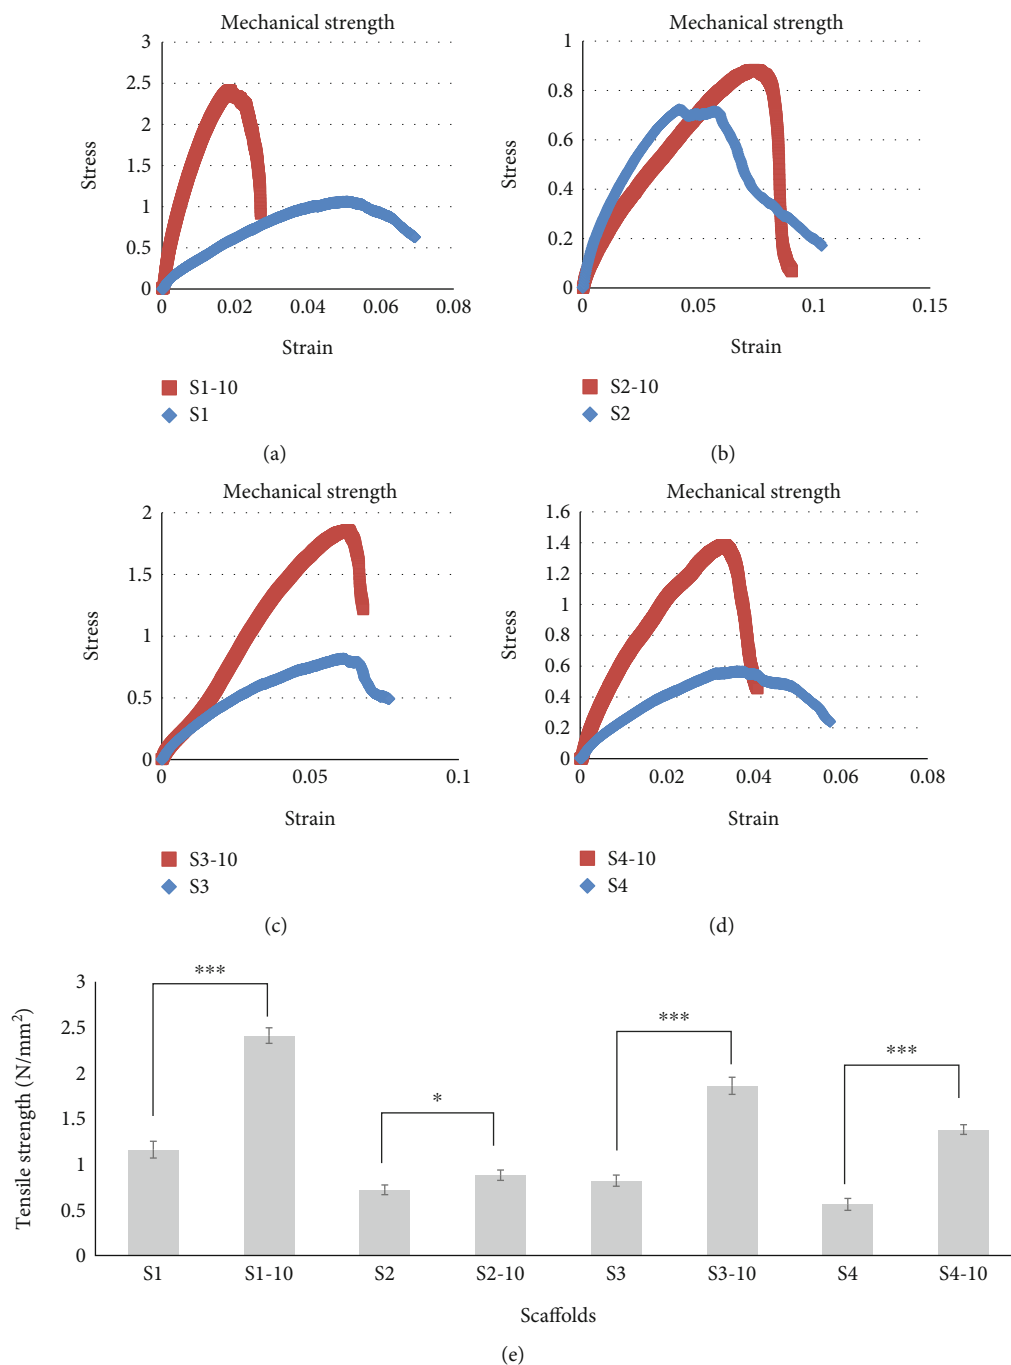 Mechanical strength
3
2.5
2
1.5
1
0.5
0
0 0.02 0.04 0.06 0.08
Stress
Strain
S1-10
S1
(a)
Mechanical strength
1
0.8
0.6
0.4
0.2
0
0 0.05 0.1 0.15
Stress
Strain
S2-10
S2
(b)
Mechanical strength
2
1.5
1
0.5
0
0 0.05 0.1
Stress
Strain
S3-10
S3
(c)
Mechanical strength
1.6
1.4
1.2
1
0.8
0.6
0.4
0.2
0
0 0.02 0.04 0.06 0.08
Stress
Strain
S4-10
S4
(d)
3
2.5
2
1.5
1
0.5
0
Tensile strength (N/mm²)
***
*
***
***
S1 S1-10 S2 S2-10 S3 S3-10 S4 S4-10
Scaffolds
(e)